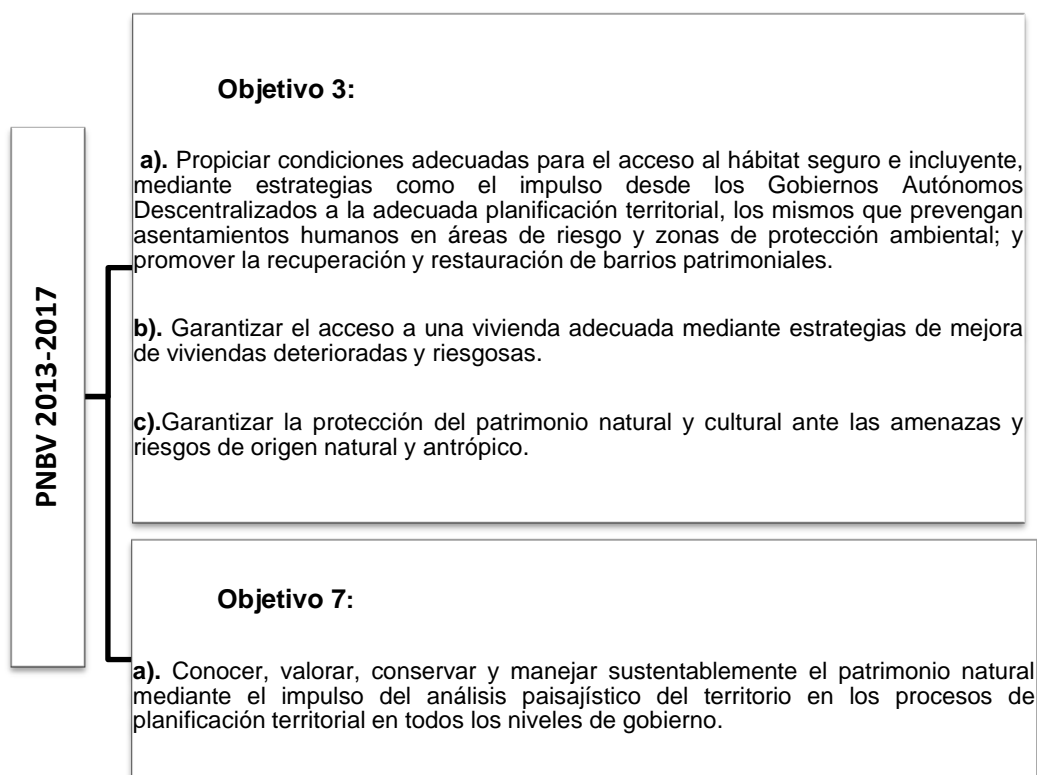 PNBV 2013-2017
Objetivo 3:
a). Propiciar condiciones adecuadas para el acceso al hábitat seguro e incluyente,
mediante estrategias como el impulso desde los Gobiernos Autónomos
Descentralizados a la adecuada planificación territorial, los mismos que prevengan
asentamientos humanos en áreas de riesgo y zonas de protección ambiental; y
promover la recuperación y restauración de barrios patrimoniales.
b). Garantizar el acceso a una vivienda adecuada mediante estrategias de mejora
de viviendas deterioradas y riesgosas.
c).Garantizar la protección del patrimonio natural y cultural ante las amenazas y
riesgos de origen natural y antrópico.
Objetivo 7:
a). Conocer, valorar, conservar y manejar sustentablemente el patrimonio natural
mediante el impulso del análisis paisajístico del territorio en los procesos de
planificación territorial en todos los niveles de gobierno.